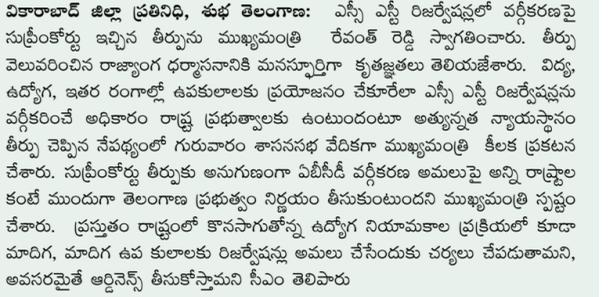 వికారాబాద్ జిల్లా ప్రతినిధి, శుభ తెలంగాణ: ఎస్సీ ఎస్టీ రిజర్వేషన్లలో వర్గీకరణపై
సుప్రీంకోర్టు ఇచ్చిన తీర్పును ముఖ్యమంత్రి రేవంత్ రెడ్డి స్వాగతించారు. తీర్పు
వెలువరించిన రాజ్యాంగ ధర్మాసనానికి మనస్ఫూర్తిగా కృతజ్ఞతలు తెలియజేశారు. విద్య,
ఉద్యోగ, ఇతర రంగాల్లో ఉపకులాలకు ప్రయోజనం చేకూరేలా ఎస్సీ ఎస్టీ రిజర్వేషన్లను
వర్గీకరించే అధికారం రాష్ట్ర ప్రభుత్వాలకు ఉంటుందంటూ అత్యున్నత న్యాయస్థానం
తీర్పు చెప్పిన నేపథ్యంలో గురువారం శాసనసభ వేదికగా ముఖ్యమంత్రి కీలక ప్రకటన
చేశారు. సుప్రీంకోర్టు తీర్పుకు అనుగుణంగా ఏబీసీడీ వర్గీకరణ అమలుపై అన్ని రాష్ట్రాల
కంటే ముందుగా తెలంగాణ ప్రభుత్వం నిర్ణయం తీసుకుంటుందని ముఖ్యమంత్రి స్పష్టం
చేశారు. ప్రస్తుతం రాష్ట్రంలో కొనసాగుతోన్న ఉద్యోగ నియామకాల ప్రక్రియలో కూడా
మాదిగ, మాదిగ ఉప కులాలకు రిజర్వేషన్లు అమలు చేసేందుకు చర్యలు చేపడుతామని,
అవసరమైతే ఆర్డినెన్స్ తీసుకోస్తామని సీఎం తెలిపారు